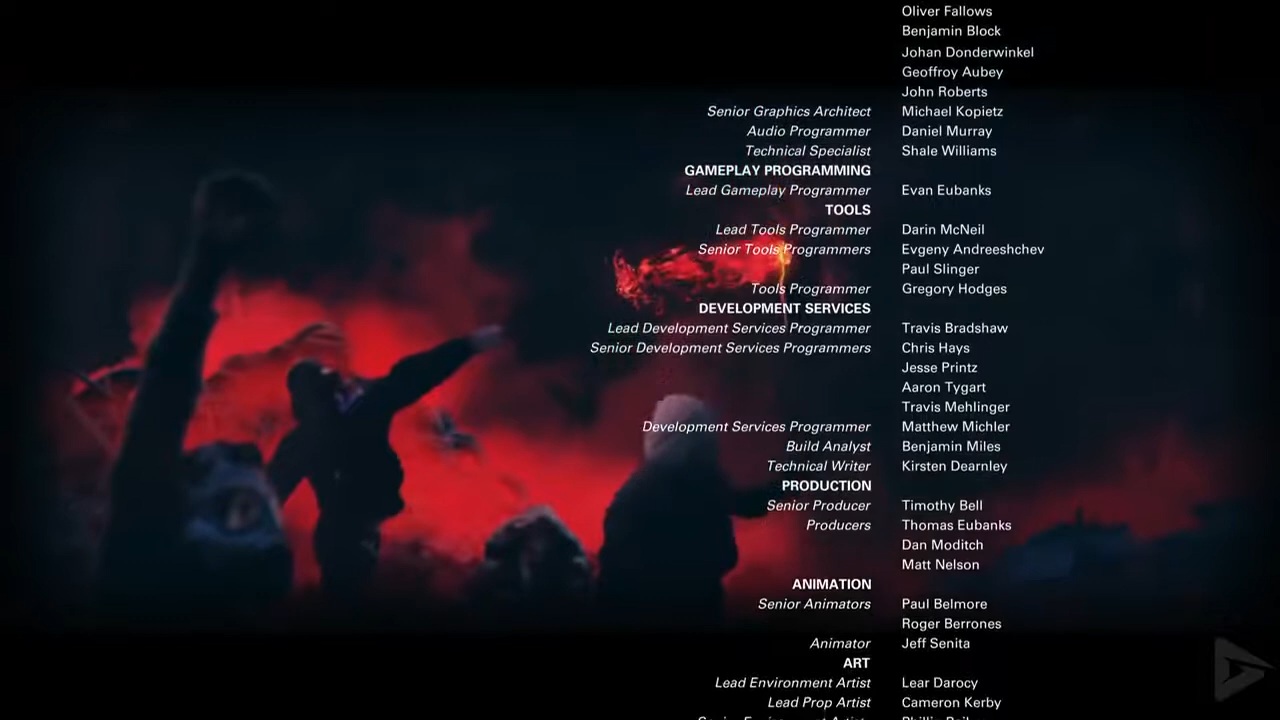 Oliver Fallows
Benjamin Block
Johan Donderwinkel
Geoffroy Aubey
John Roberts
Senior Graphics Architect Michael Kopietz
Audio Programmer Daniel Murray
Technical Specialist Shale Williams
GAMEPLAY PROGRAMMING
Lead Gameplay Programmer Evan Eubanks
TOOLS
Lead Tools Programmer Darin McNeil
Senior Tools Programmers Evgeny Andreeshchev
Paul Slinger
Tools Programmer Gregory Hodges
DEVELOPMENT SERVICES
Lead Development Services Programmer Travis Bradshaw
Senior Development Services Programmers Chris Hays
Jesse Printz
Aaron Tygart
Travis Mehlinger
Development Services Programmer Matthew Michler
Build Analyst Benjamin Miles
Technical Writer Kirsten Dearnley
PRODUCTION
Senior Producer Timothy Bell
Producers Thomas Eubanks
Dan Moditch
Matt Nelson
ANIMATION
Senior Animators Paul Belmore
Roger Berrones
Animator Jeff Senita
ART
Lead Environment Artist Lear Darocy
Lead Prop Artist Cameron Kerby